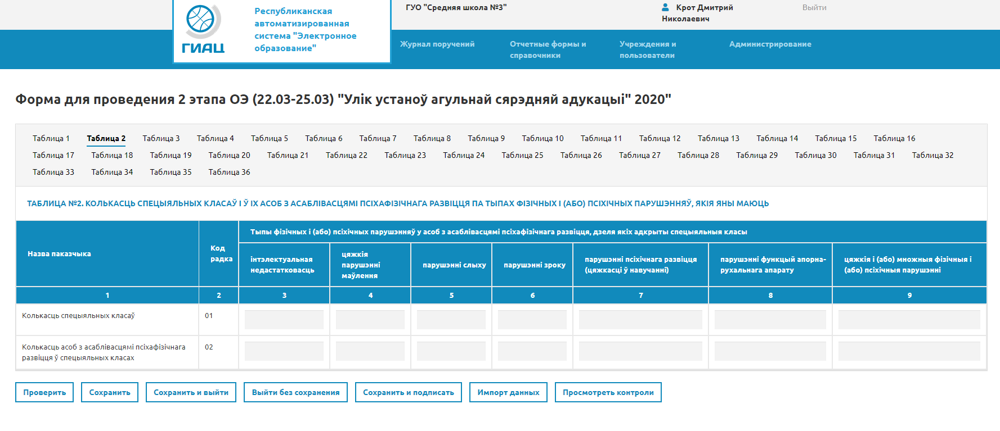 ГИАЦ
Республиканская
автоматизированная
система "Электронное
образование"
ГУО "Средняя школа №3"
Крот Дмитрий
Николаевич
Выйти
Журнал поручений
Отчетные формы и
справочники
Учреждения и
пользователи
Администрирование
Форма для проведения 2 этапа ОЭ (22.03-25.03) "Улік устаноў агульнай сярэдняй адукацыі" 2020"
Таблица 1 Таблица 2 Таблица 3 Таблица 4 Таблица 5 Таблица 6 Таблица 7 Таблица 8 Таблица 9 Таблица 10 Таблица 11 Таблица 12 Таблица 13 Таблица 14 Таблица 15 Таблица 16
Таблица 17 Таблица 18 Таблица 19 Таблица 20 Таблица 21 Таблица 22 Таблица 23 Таблица 24 Таблица 25 Таблица 26 Таблица 27 Таблица 28 Таблица 29 Таблица 30 Таблица 31 Таблица 32
Таблица 33 Таблица 34 Таблица 35 Таблица 36
ТАБЛИЦА №2. КОЛЬКАСЦЬ СПЕЦЫЯЛЬНЫХ КЛАСАЎ І Ў ІХ АСОБ З АСАБЛІВАСЦЯМІ ПСІХАФІЗІЧНАГА РАЗВІЦЦЯ ПА ТЫПАХ ФІЗІЧНЫХ І (АБО) ПСІХІЧНЫХ ПАРУШЭННЯЎ, ЯКІЯ ЯНЫ МАЮЦЬ
Назва паказчыка
Код
радка
Тыпы фізічных і (або) псіхічных парушэнняў у асоб з асаблівасцямі псіхафізічнага развіцця, дзеля якіх адкрыты спецыяльныя класы
інтэлектуальная
недастатковасць
цяжкія
парушэнні
маўлення
парушэнні слыху
парушэнні зроку
парушэнні псіхічнага развіцця
(цяжкасці ў навучанні)
парушэнні функцый апорна-
рухальнага апарату
цяжкія і (або) множныя фізічныя і
(або) псіхічныя парушэнні
1 2 3 4 5 6 7 8 9
Колькасць спецыяльных класаў 01
Колькасць асоб з асаблівасцямі псіхафізічнага 02
развіцця ў спецыяльных класах
Проверить Сохранить Сохранить и выйти Выйти без сохранения Сохранить и подписать Импорт данных Просмотреть контроли